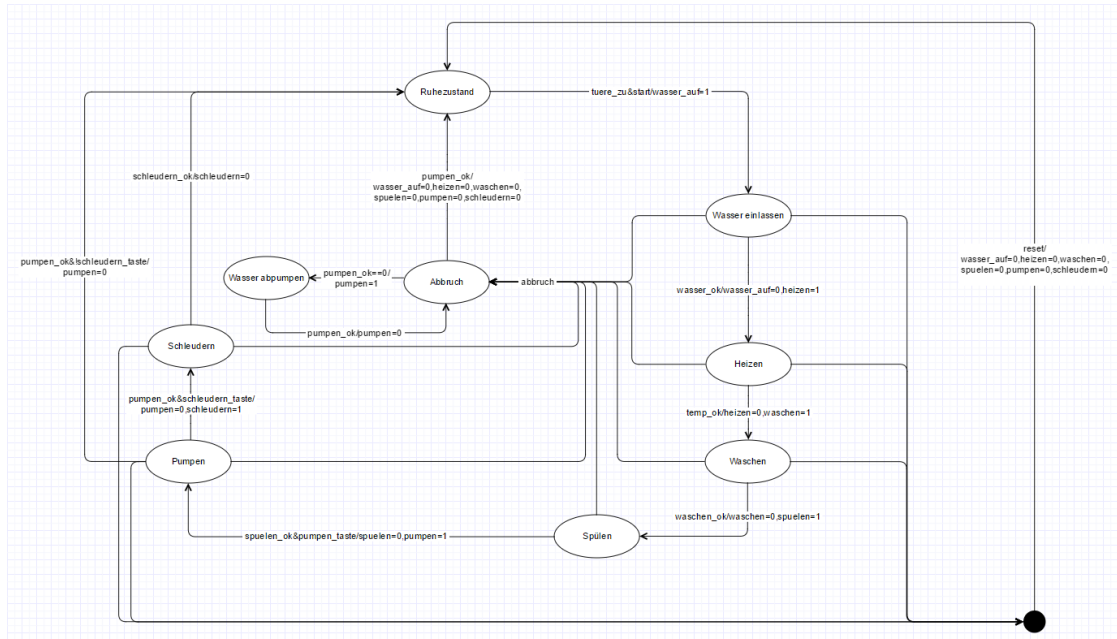 Ruhezustand
tuere_zu&start/wasser_auf=1
schleudern_ok/schleudern=0
pumpen_ok/
wasser_auf=0,heizen=0,waschen=0,
spuelen=0,pumpen=0,schleudern=0
Wasser einlassen
reset/
wasser_auf=0,heizen=0,waschen=0,
spuelen=0,pumpen=0,schleudern=0
pumpen_ok&!schleudern_taste/
pumpen=0
Wasser abpumpen
pumpen_ok==0/
pumpen=1
Abbruch
abbruch
wasser_ok/wasser_auf=0,heizen=1
pumpen_ok/pumpen=0
Schleudern
Heizen
pumpen_ok&schleudern_taste/
pumpen=0,schleudern=1
temp_ok/heizen=0,waschen=1
Pumpen
Waschen
waschen_ok/waschen=0,spuelen=1
spuelen_ok&pumpen_taste/spuelen=0,pumpen=1
Spülen